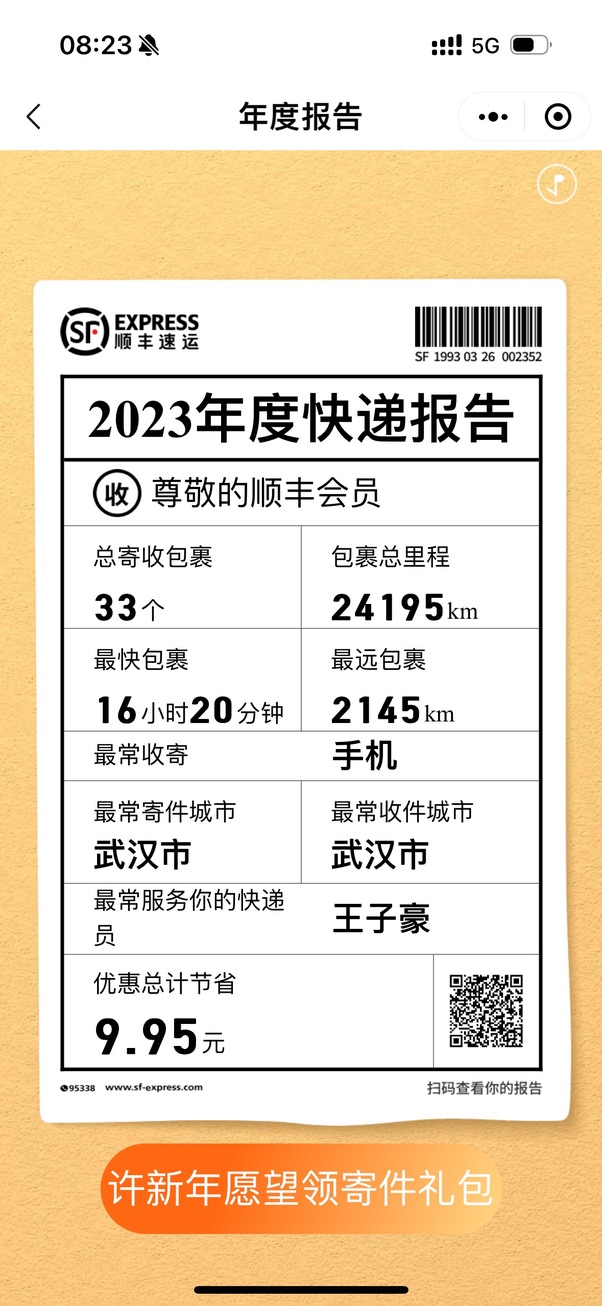 08:23
5G
年度报告
SF
EXPRESS
顺丰速运
SF 1993 03 26 002352
2023年度快递报告
收 尊敬的顺丰会员
总寄收包裹
33个
包裹总里程
24195km
最快包裹
16小时20分钟
最远包裹
2145km
最常收寄
手机
最常寄件城市
武汉市
最常收件城市
武汉市
最常服务你的快递
员
王子豪
优惠总计节省
9.95元
95338 www.sf-express.com
扫码查看你的报告
许新年愿望领寄件礼包